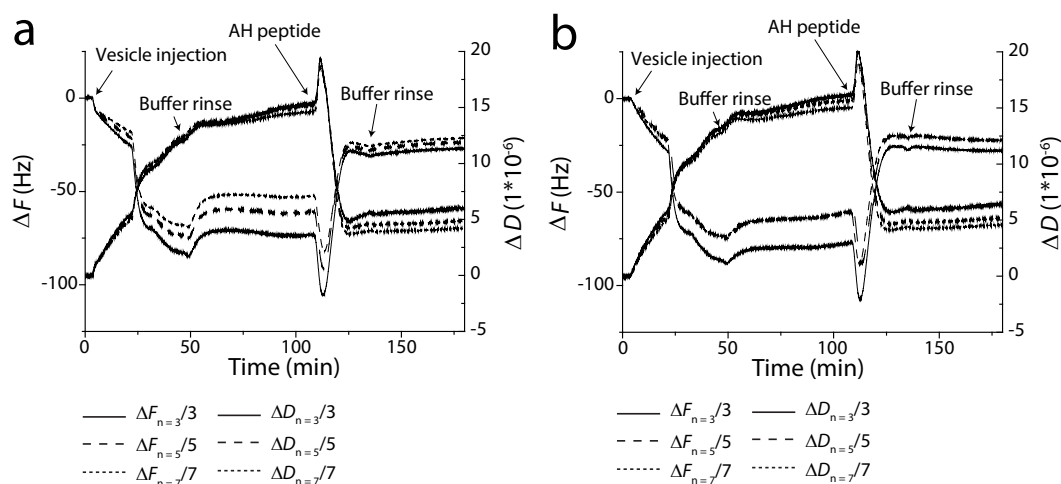 a
AH peptide
Vesicle injection
Buffer rinse
Buffer rinse
ΔF (Hz)
0
-50
-100
20
15
10
5
0
-5
ΔD (1*10⁻⁶)
0 50 100 150
Time (min)
ΔFₙ₌₃/3 ΔDₙ₌₃/3
ΔFₙ₌₅/5 ΔDₙ₌₅/5
ΔFₙ₌₇/7 ΔDₙ₌₇/7
b
AH peptide
Vesicle injection
Buffer rinse
Buffer rinse
ΔF (Hz)
0
-50
-100
20
15
10
5
0
-5
ΔD (1*10⁻⁶)
0 50 100 150
Time (min)
ΔFₙ₌₃/3 ΔDₙ₌₃/3
ΔFₙ₌₅/5 ΔDₙ₌₅/5
ΔFₙ₌₇/7 ΔDₙ₌₇/7